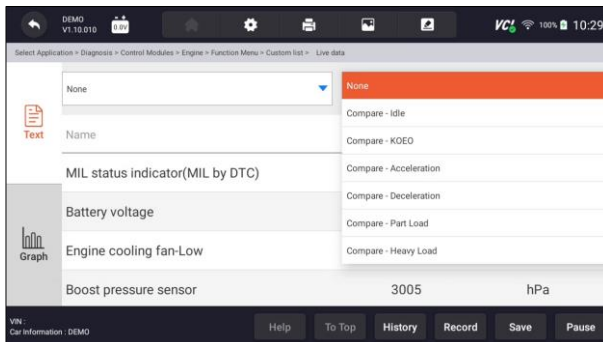 DEMO
V1.10.010
0.0V
VCI 100% 10:29
Select Application > Diagnosis > Control Modules > Engine > Function Menu > Custom list > Live data
None
None
Compare - Idle
Text
Name
Compare - KOEO
Compare - Acceleration
MIL status indicator(MIL by DTC)
Compare - Deceleration
Battery voltage
Compare - Part Load
Graph
Engine cooling fan-Low
Compare - Heavy Load
Boost pressure sensor 3005 hPa
VIN :
Car Information : DEMO
Help To Top History Record Save Pause